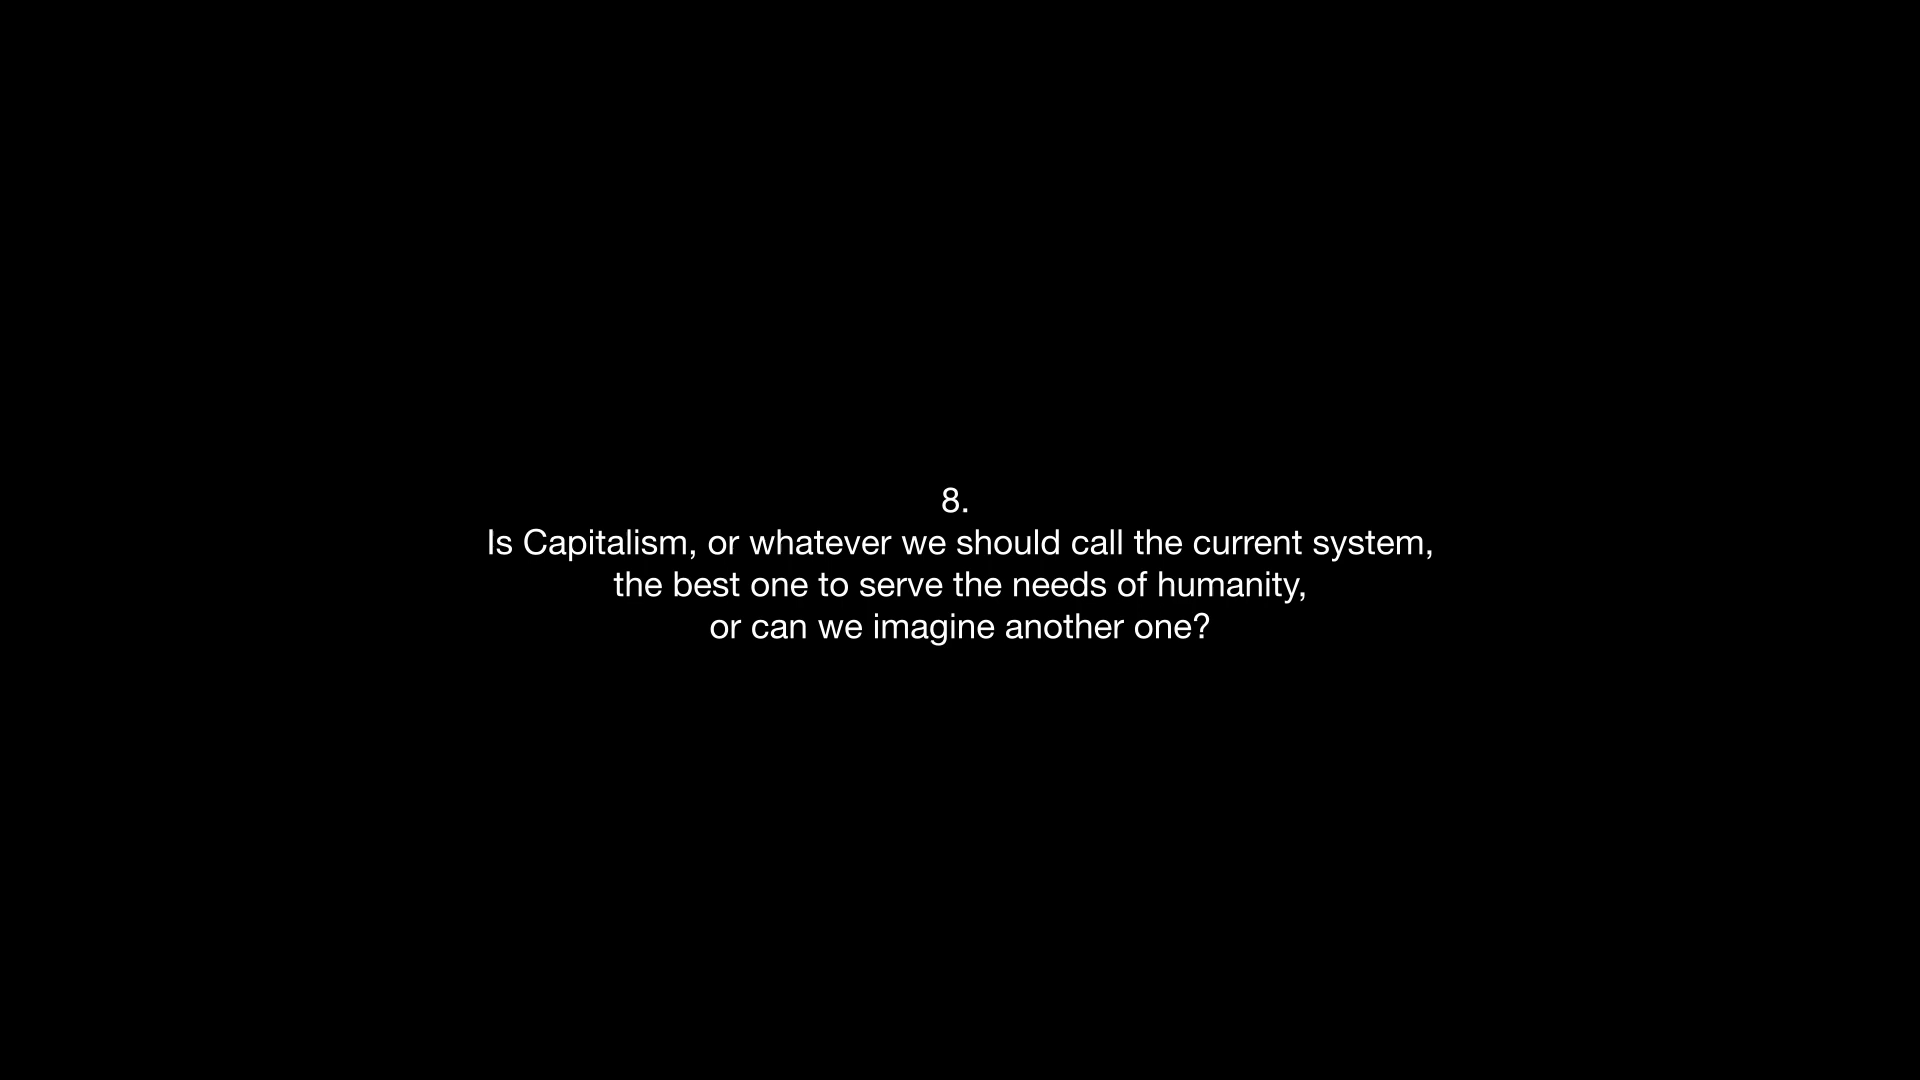 8.
Is Capitalism, or whatever we should call the current system,
the best one to serve the needs of humanity,
or can we imagine another one?